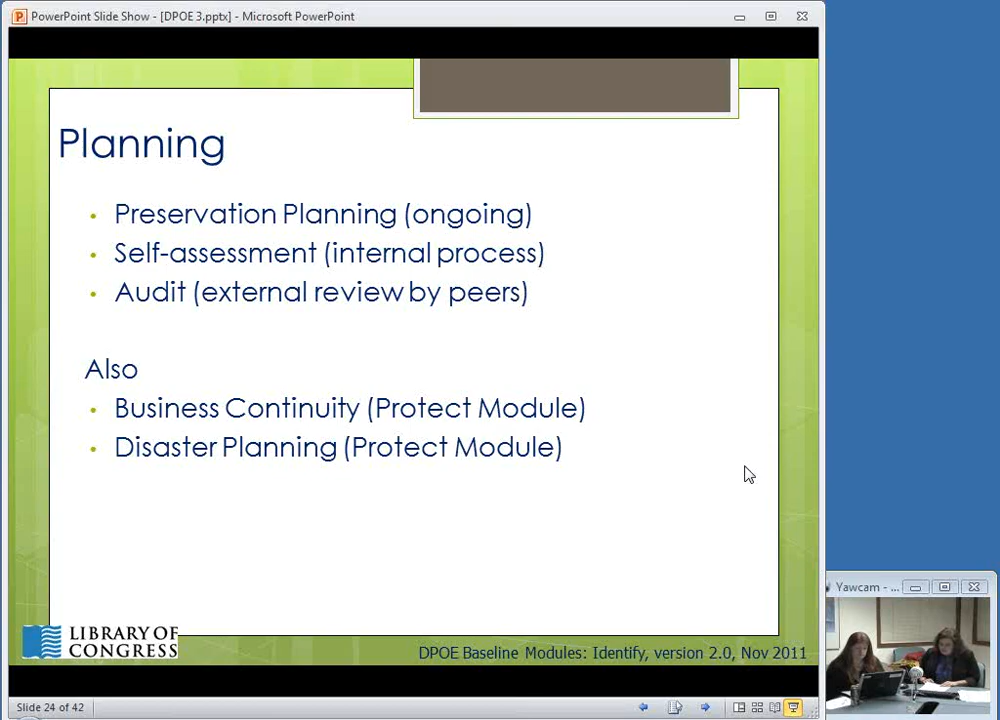 PowerPoint Slide Show - [DPOE 3.pptx] - Microsoft PowerPoint
Planning
• Preservation Planning (ongoing)
• Self-assessment (internal process)
• Audit (external review by peers)
Also
• Business Continuity (Protect Module)
• Disaster Planning (Protect Module)
Yawcam - ...
LIBRARY OF
CONGRESS
DPOE Baseline Modules: Identify, version 2.0, Nov 2011
Slide 24 of 42